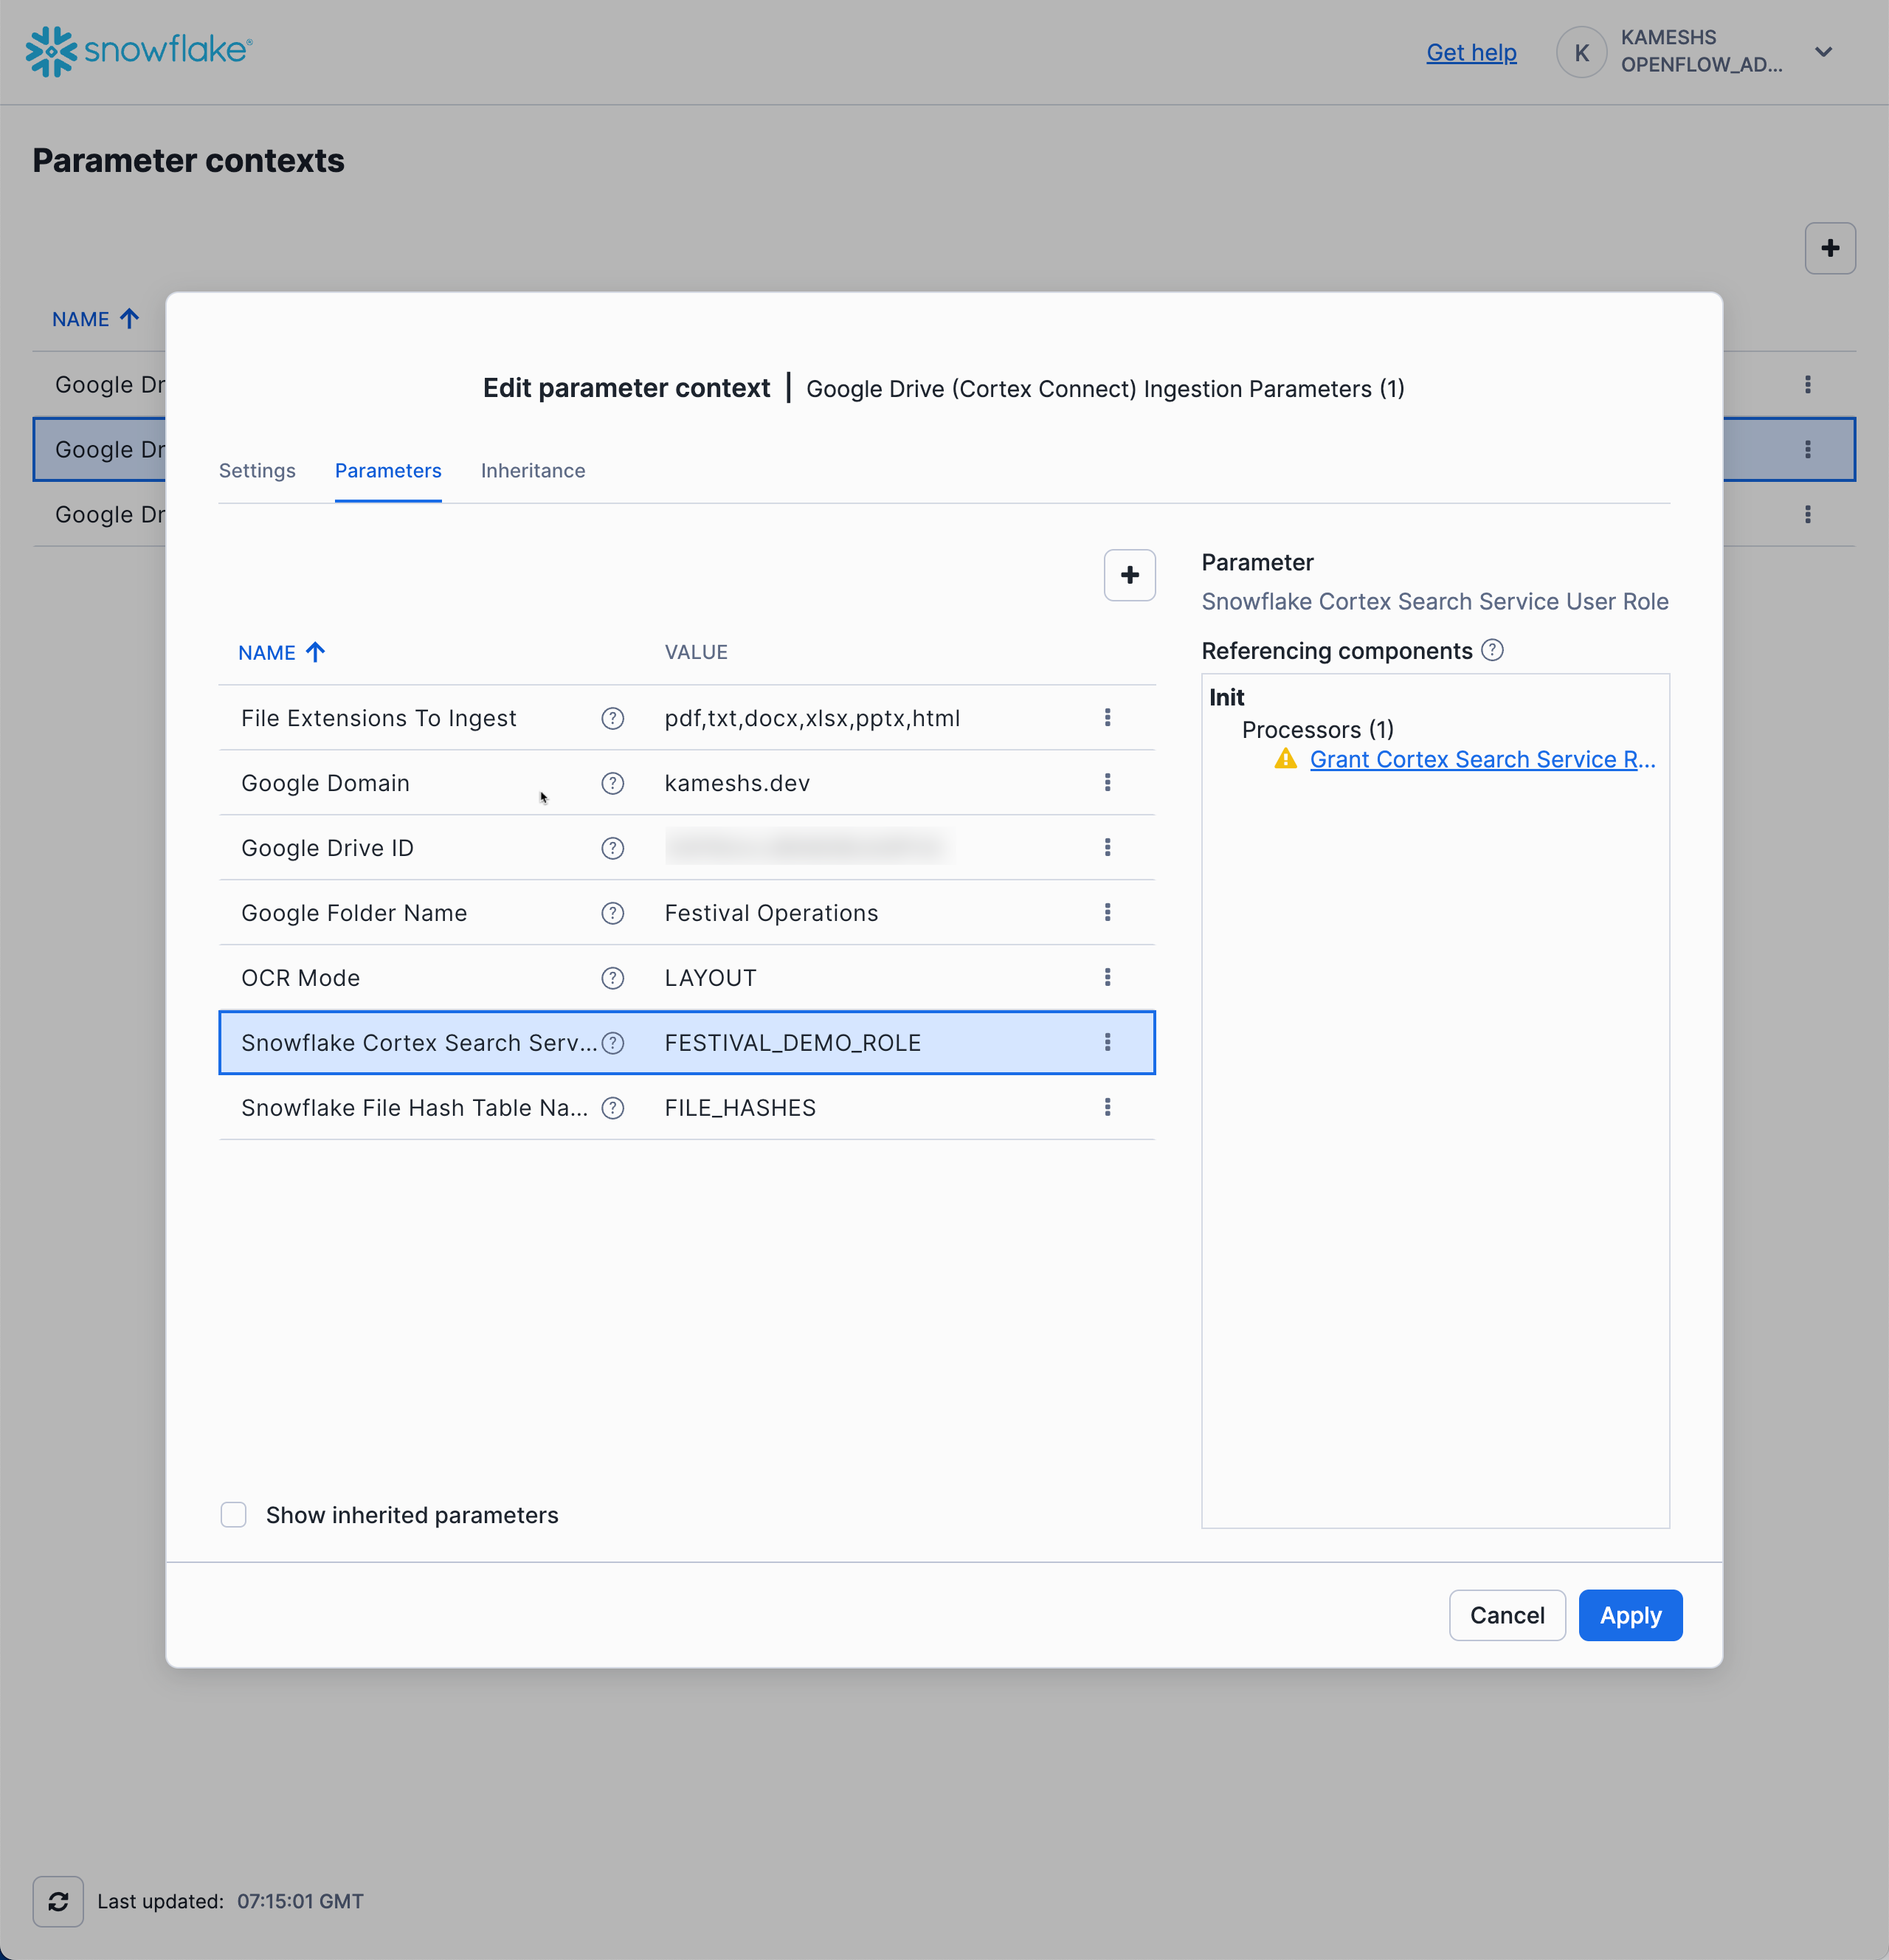 snowflake®
Get help
K
KAMESHS
OPENFLOW_AD...
Parameter contexts
NAME
Google Dr
Google Dr
Google Dr
Edit parameter context | Google Drive (Cortex Connect) Ingestion Parameters (1)
Settings Parameters Inheritance
Parameter
Snowflake Cortex Search Service User Role
Referencing components
Init
Processors (1)
Grant Cortex Search Service R...
NAME VALUE
File Extensions To Ingest pdf,txt,docx,xlsx,pptx,html
Google Domain kameshs.dev
Google Drive ID
Google Folder Name Festival Operations
OCR Mode LAYOUT
Snowflake Cortex Search Serv... FESTIVAL_DEMO_ROLE
Snowflake File Hash Table Na... FILE_HASHES
Show inherited parameters
Cancel Apply
Last updated: 07:15:01 GMT